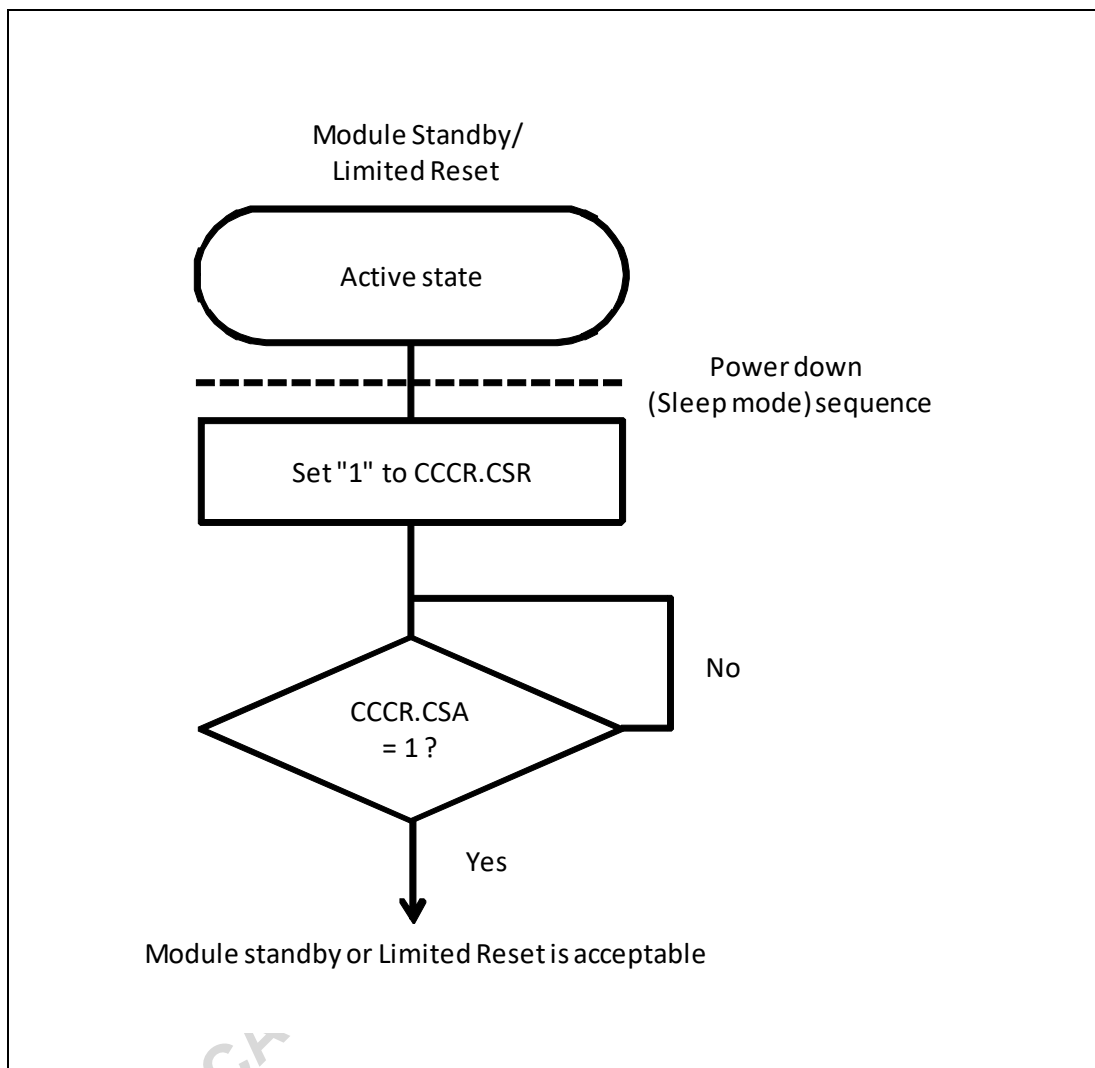 Module Standby/
Limited Reset
Active state
Power down
(Sleep mode) sequence
Set "1" to CCCR.CSR
No
CCCR.CSA
= 1 ?
Yes
Module standby or Limited Reset is acceptable